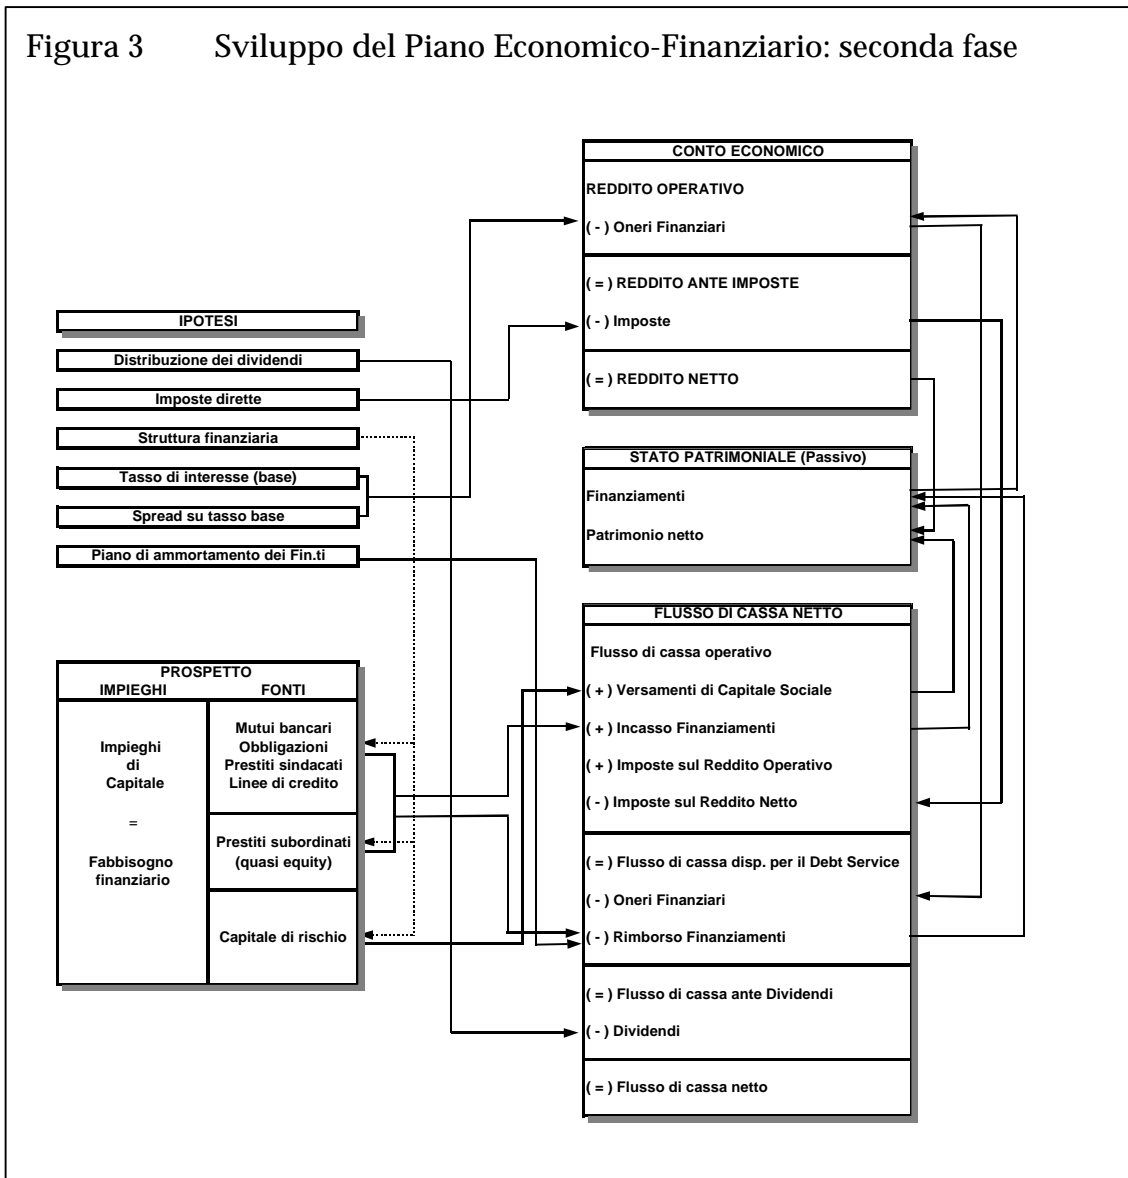 Figura 3 Sviluppo del Piano Economico-Finanziario: seconda fase
CONTO ECONOMICO
REDDITO OPERATIVO
( - ) Oneri Finanziari
( = ) REDDITO ANTE IMPOSTE
( - ) Imposte
( = ) REDDITO NETTO
IPOTESI
Distribuzione dei dividendi
Imposte dirette
Struttura finanziaria
Tasso di interesse (base)
Spread su tasso base
Piano di ammortamento dei Fin.ti
STATO PATRIMONIALE (Passivo)
Finanziamenti
Patrimonio netto
PROSPETTO
IMPIEGHI FONTI
Impieghi
di
Capitale
=
Fabbisogno
finanziario
Mutui bancari
Obbligazioni
Prestiti sindacati
Linee di credito
Prestiti subordinati
(quasi equity)
Capitale di rischio
FLUSSO DI CASSA NETTO
Flusso di cassa operativo
( + ) Versamenti di Capitale Sociale
( + ) Incasso Finanziamenti
( + ) Imposte sul Reddito Operativo
( - ) Imposte sul Reddito Netto
( = ) Flusso di cassa disp. per il Debt Service
( - ) Oneri Finanziari
( - ) Rimborso Finanziamenti
( = ) Flusso di cassa ante Dividendi
( - ) Dividendi
( = ) Flusso di cassa netto